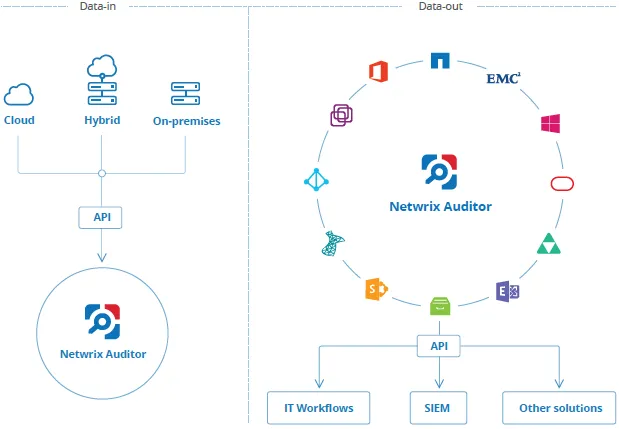 Data-in
Data-out
Cloud
Hybrid
On-premises
API
Netwrix Auditor
EMC²
S
E
Netwrix Auditor
API
IT Workflows
SIEM
Other solutions